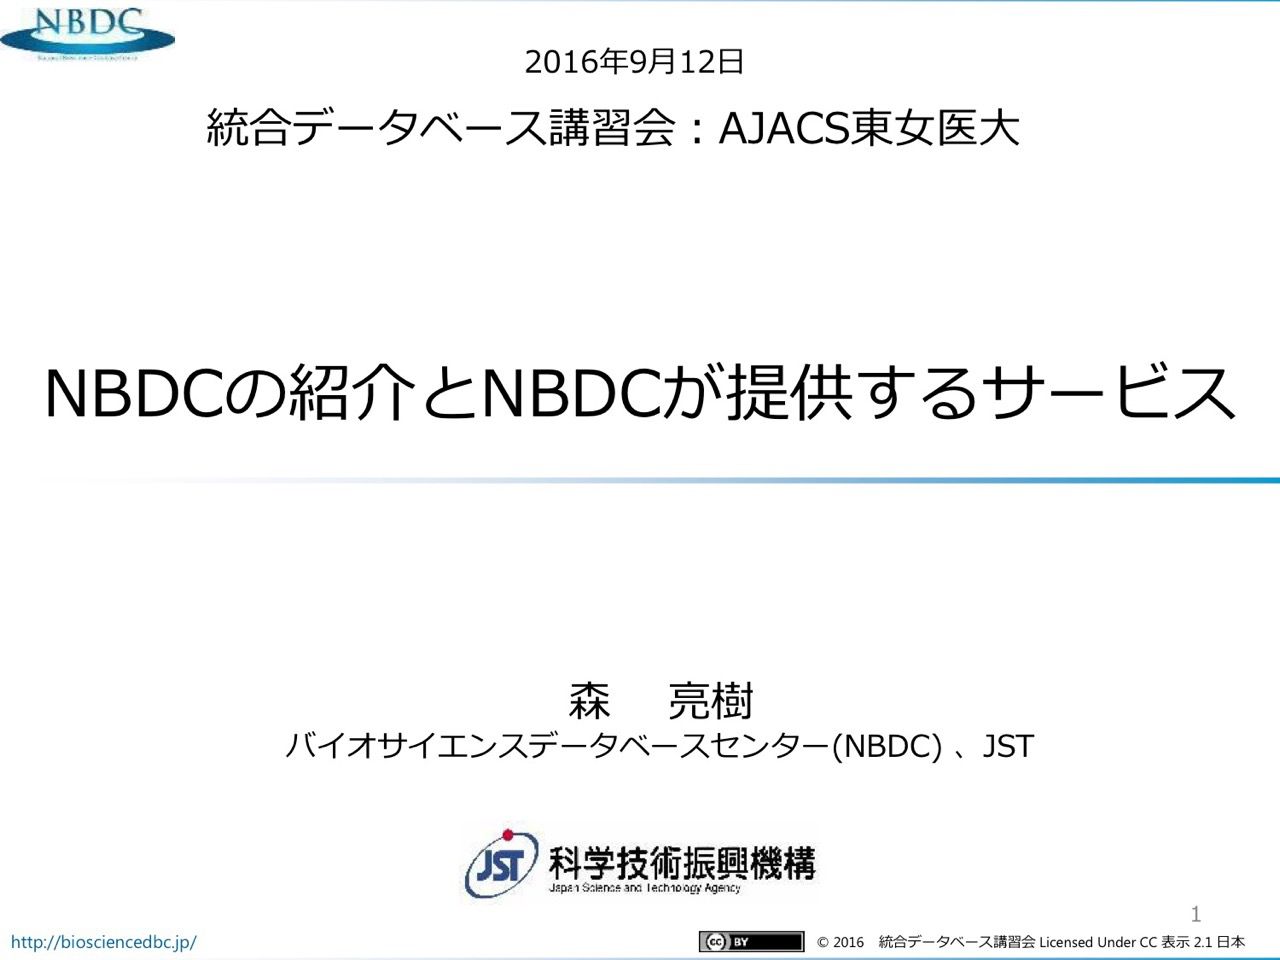 NBDC
2016年9月12日
統合データベース講習会：AJACS東女医大
NBDCの紹介とNBDCが提供するサービス
森　亮樹
バイオサイエンスデータベースセンター(NBDC) 、JST
JST 科学技術振興機構
Japan Science and Technology Agency
1
http://biosciencedbc.jp/
cc BY © 2016　統合データベース講習会 Licensed Under CC 表示 2.1 日本